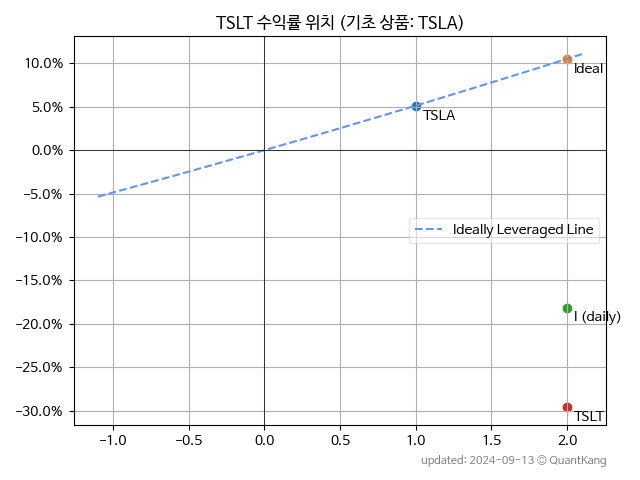 TSLT 수익률 위치 (기초 상품: TSLA)
10.0%
5.0%
0.0%
−5.0%
−10.0%
−15.0%
−20.0%
−25.0%
−30.0%
Ideal
TSLA
Ideally Leveraged Line
I (daily)
TSLT
−1.0 −0.5 0.0 0.5 1.0 1.5 2.0
updated: 2024-09-13 © QuantKang